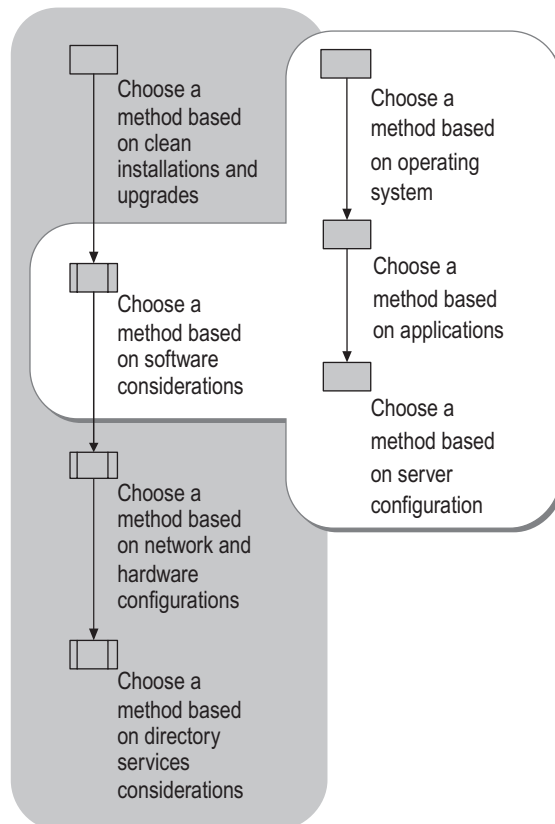 Choose a
method based
on clean
installations and
upgrades
Choose a
method based
on software
considerations
Choose a
method based
on network and
hardware
configurations
Choose a
method based
on directory
services
considerations
Choose a
method based
on operating
system
Choose a
method based
on applications
Choose a
method based
on server
configuration